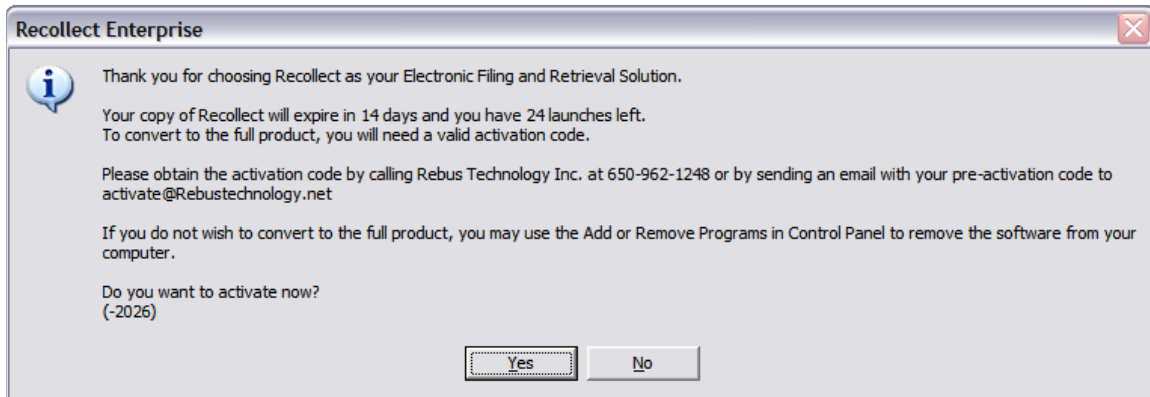 Recollect Enterprise
Thank you for choosing Recollect as your Electronic Filing and Retrieval Solution.
Your copy of Recollect will expire in 14 days and you have 24 launches left.
To convert to the full product, you will need a valid activation code.
Please obtain the activation code by calling Rebus Technology Inc. at 650-962-1248 or by sending an email with your pre-activation code to
activate@Rebustechnology.net
If you do not wish to convert to the full product, you may use the Add or Remove Programs in Control Panel to remove the software from your
computer.
Do you want to activate now?
(-2026)
Yes No